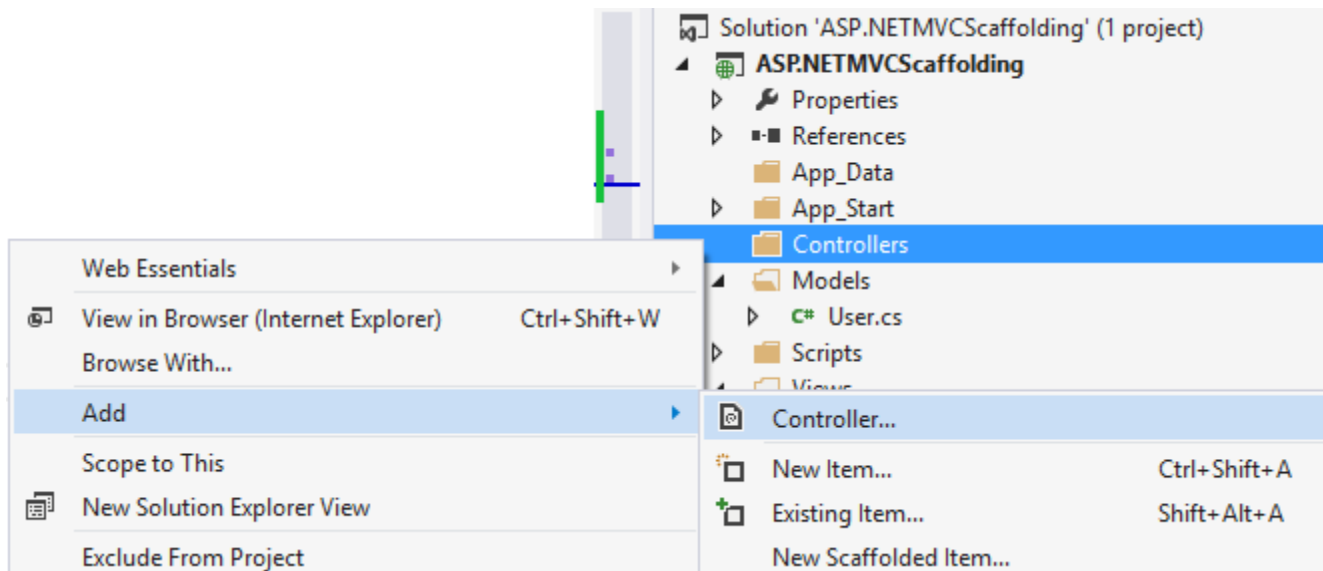 Solution 'ASP.NETMVCScaffolding' (1 project)
ASP.NETMVCScaffolding
Properties
References
App_Data
App_Start
Controllers
Models
C# User.cs
Scripts
Views
Web Essentials
View in Browser (Internet Explorer) Ctrl+Shift+W
Browse With...
Add
Scope to This
New Solution Explorer View
Exclude From Project
Controller...
New Item... Ctrl+Shift+A
Existing Item... Shift+Alt+A
New Scaffolded Item...